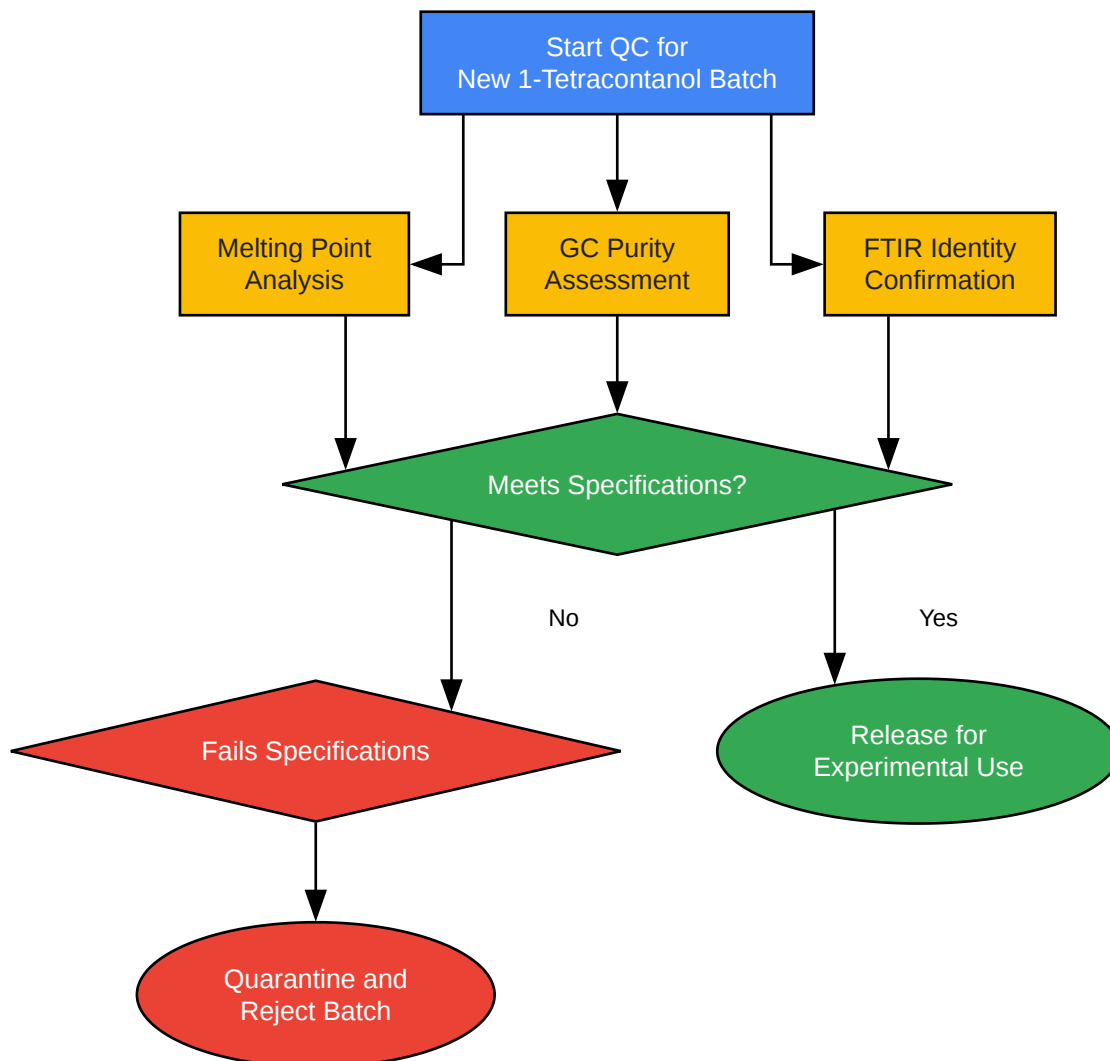 Start QC for
New 1-Tetracontanol Batch
Melting Point
Analysis
GC Purity
Assessment
FTIR Identity
Confirmation
Meets Specifications?
No
Yes
Fails Specifications
Release for
Experimental Use
Quarantine and
Reject Batch